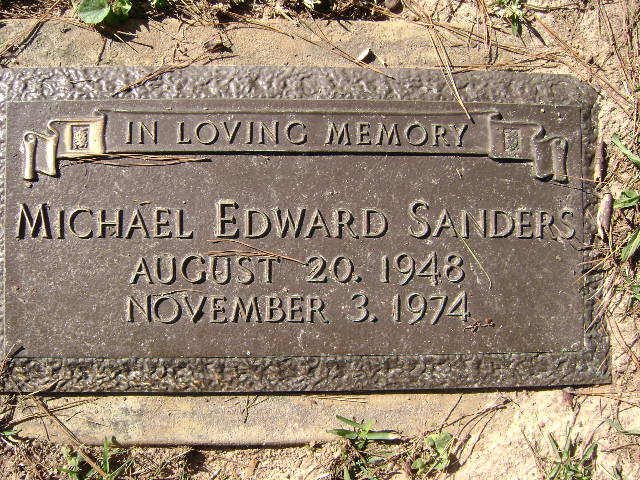 IN LOVING MEMORY
MICHAEL EDWARD SANDERS
AUGUST 20. 1948
NOVEMBER 3. 1974